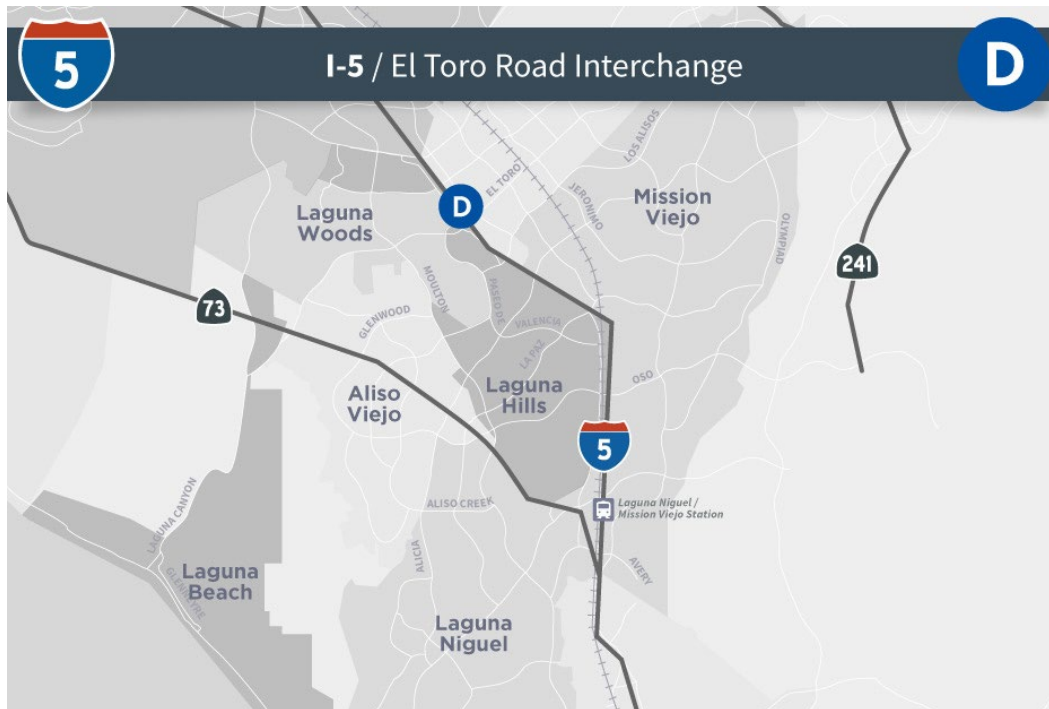 5
I-5 / El Toro Road Interchange
D
LOS ALISOS
EL TORO
JERONIMO
Mission
Viejo
D
Laguna
Woods
OLYMPIAD
241
MOULTON
PASEO DE
VALENCIA
73
GLENWOOD
LA PAZ
OSO
Aliso
Viejo
Laguna
Hills
5
ALISO CREEK
Laguna Niguel /
Mission Viejo Station
LAGUNA CANYON
ALICIA
AVERY
Laguna
Beach
GLENNEYRE
Laguna
Niguel